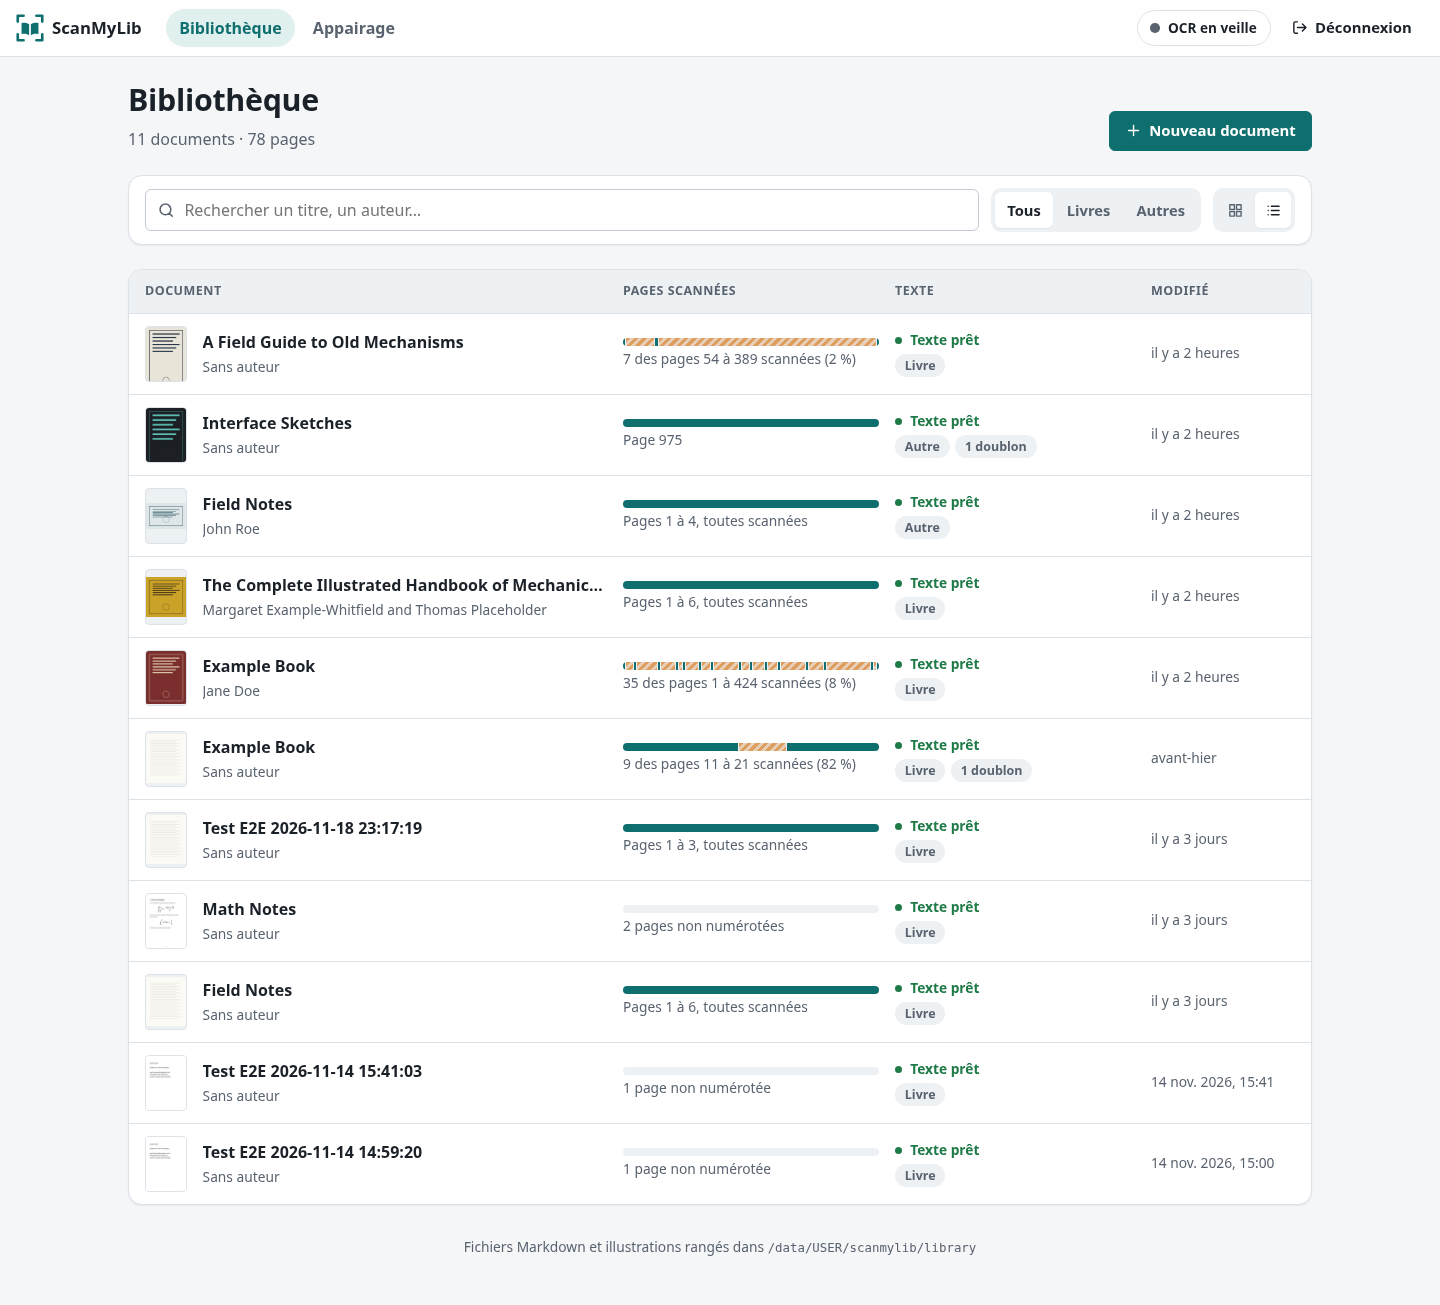 ScanMyLib
Bibliothèque
Appairage
OCR en veille
Déconnexion
Bibliothèque
11 documents · 78 pages
Nouveau document
Rechercher un titre, un auteur...
Tous
Livres
Autres
DOCUMENT
PAGES SCANNÉES
TEXTE
MODIFIÉ
A Field Guide to Old Mechanisms
Sans auteur
7 des pages 54 à 389 scannées (2 %)
Texte prêt
Livre
il y a 2 heures
Interface Sketches
Sans auteur
Page 975
Texte prêt
Autre
1 doublon
il y a 2 heures
Field Notes
John Roe
Pages 1 à 4, toutes scannées
Texte prêt
Autre
il y a 2 heures
The Complete Illustrated Handbook of Mechanic...
Margaret Example-Whitfield and Thomas Placeholder
Pages 1 à 6, toutes scannées
Texte prêt
Livre
il y a 2 heures
Example Book
Jane Doe
35 des pages 1 à 424 scannées (8 %)
Texte prêt
Livre
il y a 2 heures
Example Book
Sans auteur
9 des pages 11 à 21 scannées (82 %)
Texte prêt
Livre
1 doublon
avant-hier
Test E2E 2026-11-18 23:17:19
Sans auteur
Pages 1 à 3, toutes scannées
Texte prêt
Livre
il y a 3 jours
Math Notes
Sans auteur
2 pages non numérotées
Texte prêt
Livre
il y a 3 jours
Field Notes
Sans auteur
Pages 1 à 6, toutes scannées
Texte prêt
Livre
il y a 3 jours
Test E2E 2026-11-14 15:41:03
Sans auteur
1 page non numérotée
Texte prêt
Livre
14 nov. 2026, 15:41
Test E2E 2026-11-14 14:59:20
Sans auteur
1 page non numérotée
Texte prêt
Livre
14 nov. 2026, 15:00
Fichiers Markdown et illustrations rangés dans /data/USER/scanmylib/library